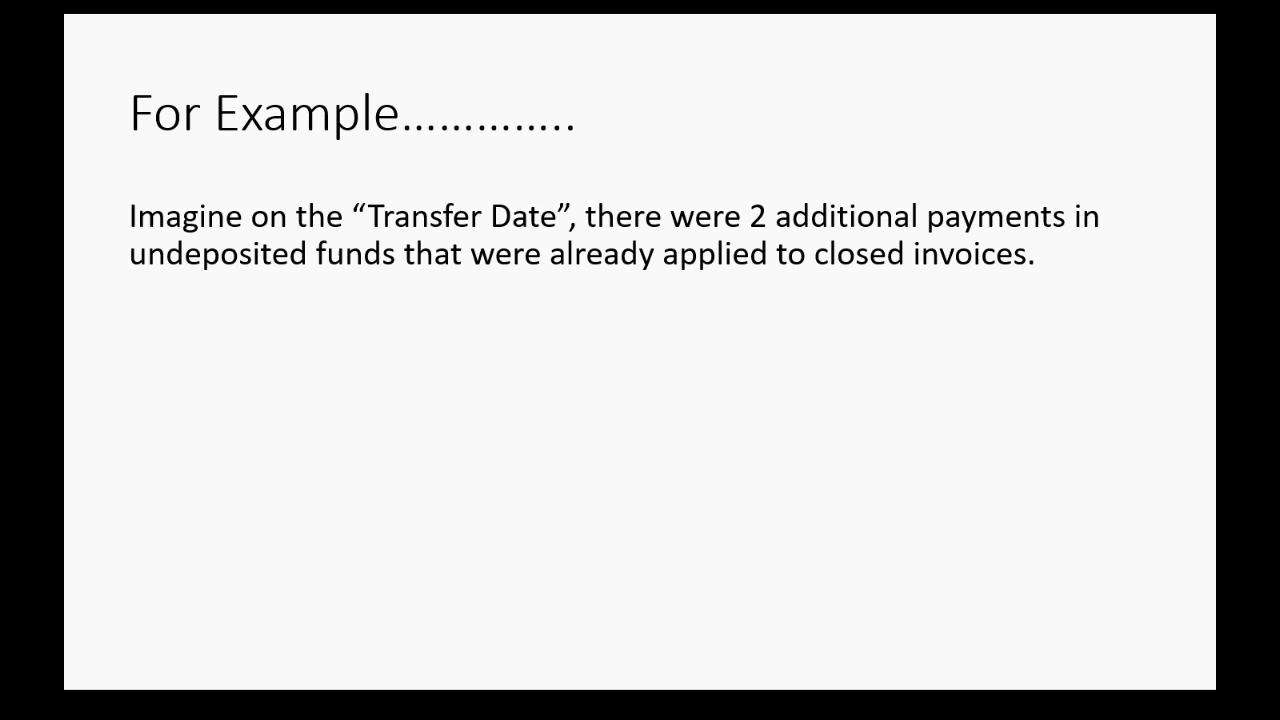 For Example…………..
Imagine on the “Transfer Date”, there were 2 additional payments in
undeposited funds that were already applied to closed invoices.